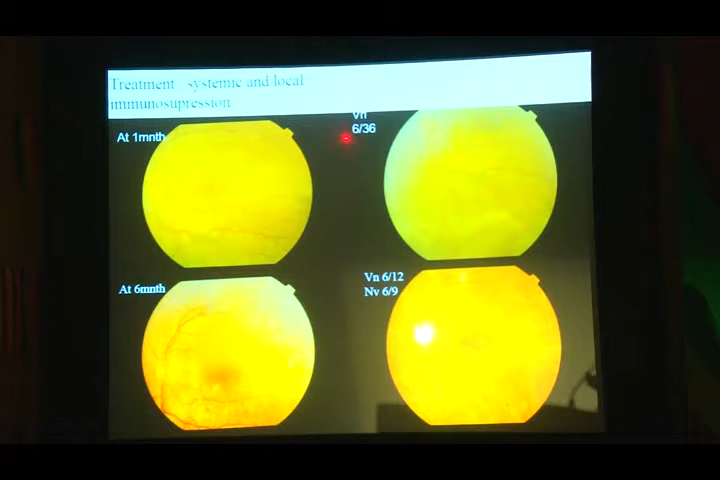 Treatment systemic and local
immunosupression
At 1mnth
Vn
6/36
At 6mnth
Vn 6/12
Nv 6/9